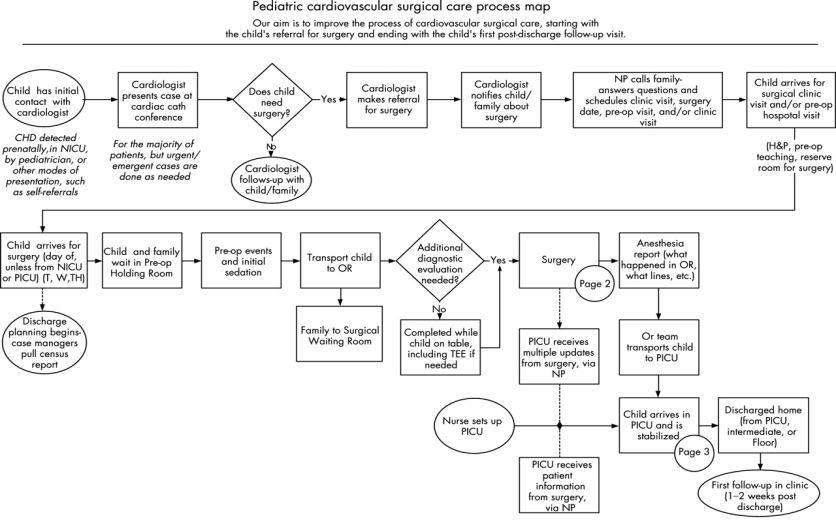 Pediatric cardiovascular surgical care process map
Our aim is to improve the process of cardiovascular surgical care, starting with
the child's referral for surgery and ending with the child's first post-discharge follow-up visit.
Child has initial
contact with
cardiologist
CHD detected
prenatally,in NICU,
by pediatrician, or
other modes of
presentation, such
as self-referrals
Cardiologist
presents case at
cardiac cath
conference
For the majority of
patients, but urgent/
emergent cases are
done as needed
Does child
need
surgery?
Yes
No
Cardiologist
follows-up with
child/family
Cardiologist
makes referral
for surgery
Cardiologist
notifies child/
family about
surgery
NP calls family-
answers questions and
schedules clinic visit, surgery
date, pre-op visit, and/or clinic
visit
Child arrives for
surgical clinic
visit and/or pre-op
hospotal visit
(H&P, pre-op
teaching, reserve
room for surgery)
Child arrives for
surgery (day of,
unless from NICU
or PICU) (T, W,TH)
Discharge
planning begins-
case managers
pull census
report
Child and family
wait in Pre-op
Holding Room
Pre-op events
and initial
sedation
Transport child
to OR
Family to Surgical
Waiting Room
Additional
diagnostic
evaluation
needed?
Yes
No
Completed while
child on table,
including TEE if
needed
Surgery
Page 2
Anesthesia
report (what
happened in OR,
what lines, etc.)
PICU receives
multiple updates
from surgery, via
NP
Or team
transports child
to PICU
Nurse sets up
PICU
Child arrives in
PICU and is
stabilized
Page 3
Discharged home
(from PICU,
intermediate, or
Floor)
PICU receives
patient
information
from surgery,
via NP
First follow-up in clinic
(1–2 weeks post
discharge)